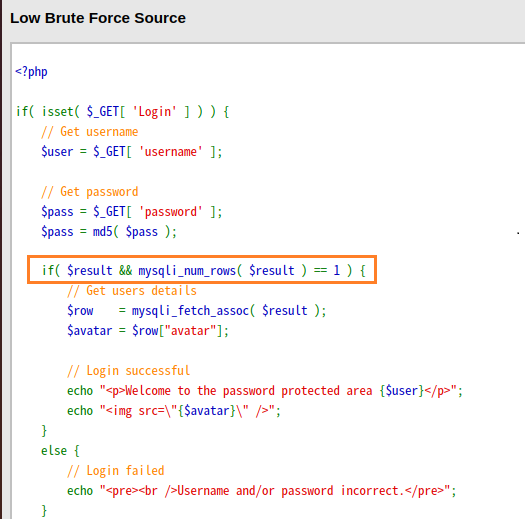 Low Brute Force Source
<?php
if( isset( $_GET[ 'Login' ] ) ) {
    // Get username
    $user = $_GET[ 'username' ];
    // Get password
    $pass = $_GET[ 'password' ];
    $pass = md5( $pass );
    if( $result && mysqli_num_rows( $result ) == 1 ) {
        // Get users details
        $row    = mysqli_fetch_assoc( $result );
        $avatar = $row["avatar"];
        // Login successful
        echo "<p>Welcome to the password protected area {$user}</p>";
        echo "<img src=\"{$avatar}\" />";
    }
    else {
        // Login failed
        echo "<pre><br />Username and/or password incorrect.</pre>";
    }